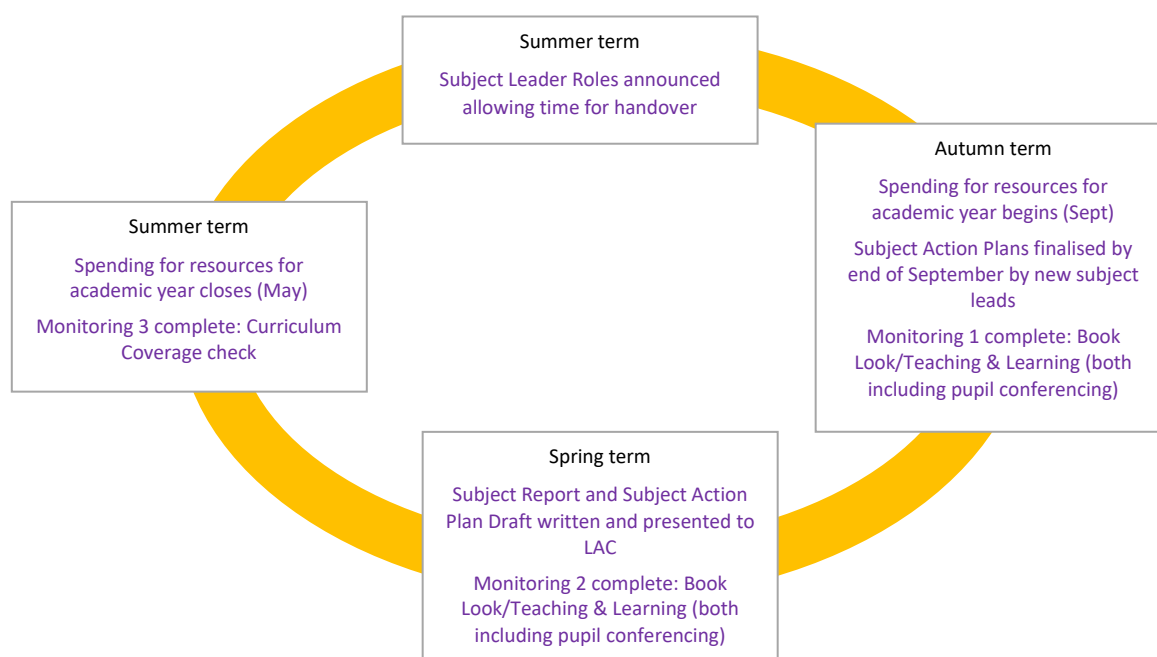 Summer term
Subject Leader Roles announced
allowing time for handover
Autumn term
Spending for resources for
academic year begins (Sept)
Subject Action Plans finalised by
end of September by new subject
leads
Monitoring 1 complete: Book
Look/Teaching & Learning (both
including pupil conferencing)
Spring term
Subject Report and Subject Action
Plan Draft written and presented to
LAC
Monitoring 2 complete: Book
Look/Teaching & Learning (both
including pupil conferencing)
Summer term
Spending for resources for
academic year closes (May)
Monitoring 3 complete: Curriculum
Coverage check